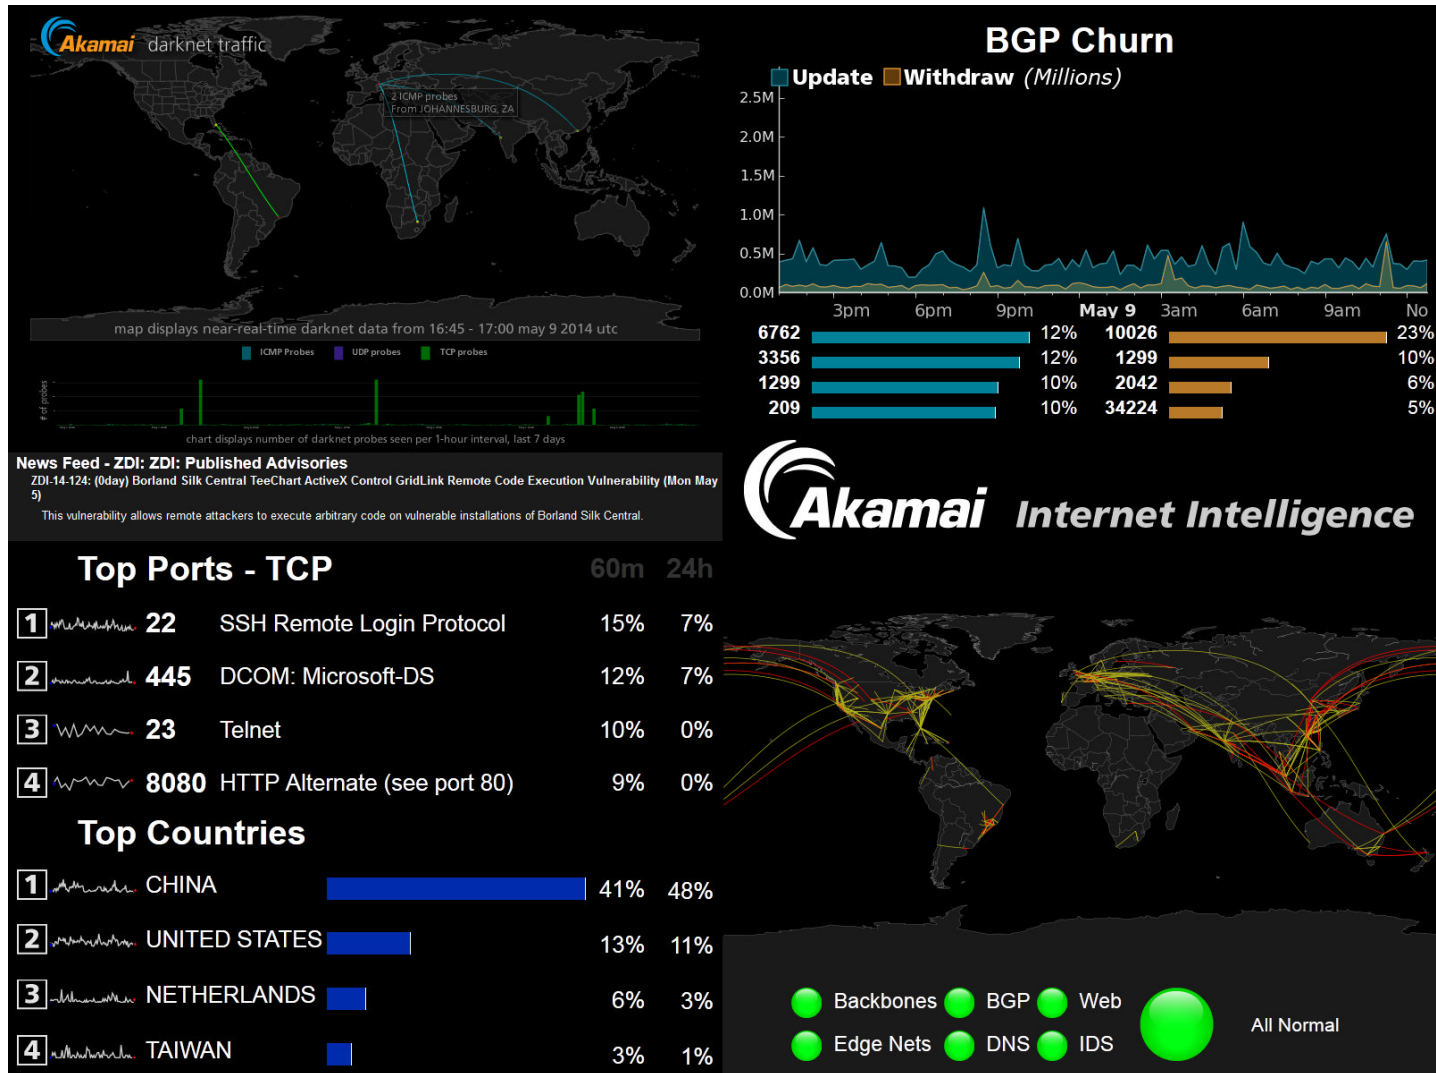 Akamai darknet traffic
2 ICMP probes
From JOHANNESBURG, ZA
map displays near-real-time darknet data from 16:45 - 17:00 may 9 2014 utc
ICMP Probes UDP probes TCP probes
# of probes
chart displays number of darknet probes seen per 1-hour interval, last 7 days
News Feed - ZDI: ZDI: Published Advisories
ZDI-14-124: (0day) Borland Silk Central TeeChart ActiveX Control GridLink Remote Code Execution Vulnerability (Mon May
5)
This vulnerability allows remote attackers to execute arbitrary code on vulnerable installations of Borland Silk Central.
Top Ports - TCP 60m 24h
1 22 SSH Remote Login Protocol 15% 7%
2 445 DCOM: Microsoft-DS 12% 7%
3 23 Telnet 10% 0%
4 8080 HTTP Alternate (see port 80) 9% 0%
Top Countries
1 CHINA 41% 48%
2 UNITED STATES 13% 11%
3 NETHERLANDS 6% 3%
4 TAIWAN 3% 1%
BGP Churn
Update Withdraw (Millions)
2.5M
2.0M
1.5M
1.0M
0.5M
0.0M
3pm 6pm 9pm May 9 3am 6am 9am No
6762 12% 10026 23%
3356 12% 1299 10%
1299 10% 2042 6%
209 10% 34224 5%
Akamai Internet Intelligence
Backbones BGP Web
Edge Nets DNS IDS
All Normal